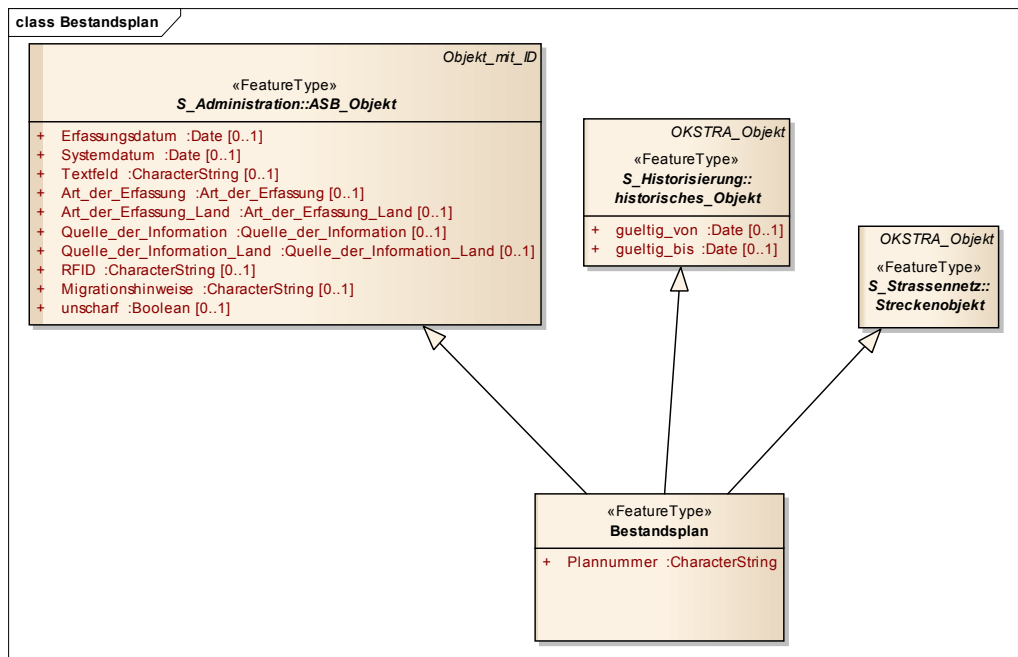 class Bestandsplan
Objekt_mit_ID
«FeatureType»
S_Administration::ASB_Objekt
+ Erfassungsdatum :Date [0..1]
+ Systemdatum :Date [0..1]
+ Textfeld :CharacterString [0..1]
+ Art_der_Erfassung :Art_der_Erfassung [0..1]
+ Art_der_Erfassung_Land :Art_der_Erfassung_Land [0..1]
+ Quelle_der_Information :Quelle_der_Information [0..1]
+ Quelle_der_Information_Land :Quelle_der_Information_Land [0..1]
+ RFID :CharacterString [0..1]
+ Migrationshinweise :CharacterString [0..1]
+ unscharf :Boolean [0..1]
OKSTRA_Objekt
«FeatureType»
S_Historisierung::
historisches_Objekt
+ gueltig_von :Date [0..1]
+ gueltig_bis :Date [0..1]
OKSTRA_Objekt
«FeatureType»
S_Strassennetz::
Streckenobjekt
«FeatureType»
Bestandsplan
+ Plannummer :CharacterString